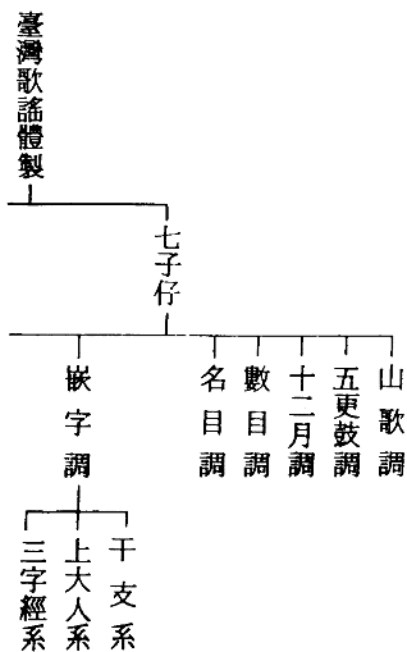 臺灣歌謠體製
七子仔
山歌調
五更鼓調
十二月調
數目調
名目調
嵌字調
干支系
上大人系
三字經系